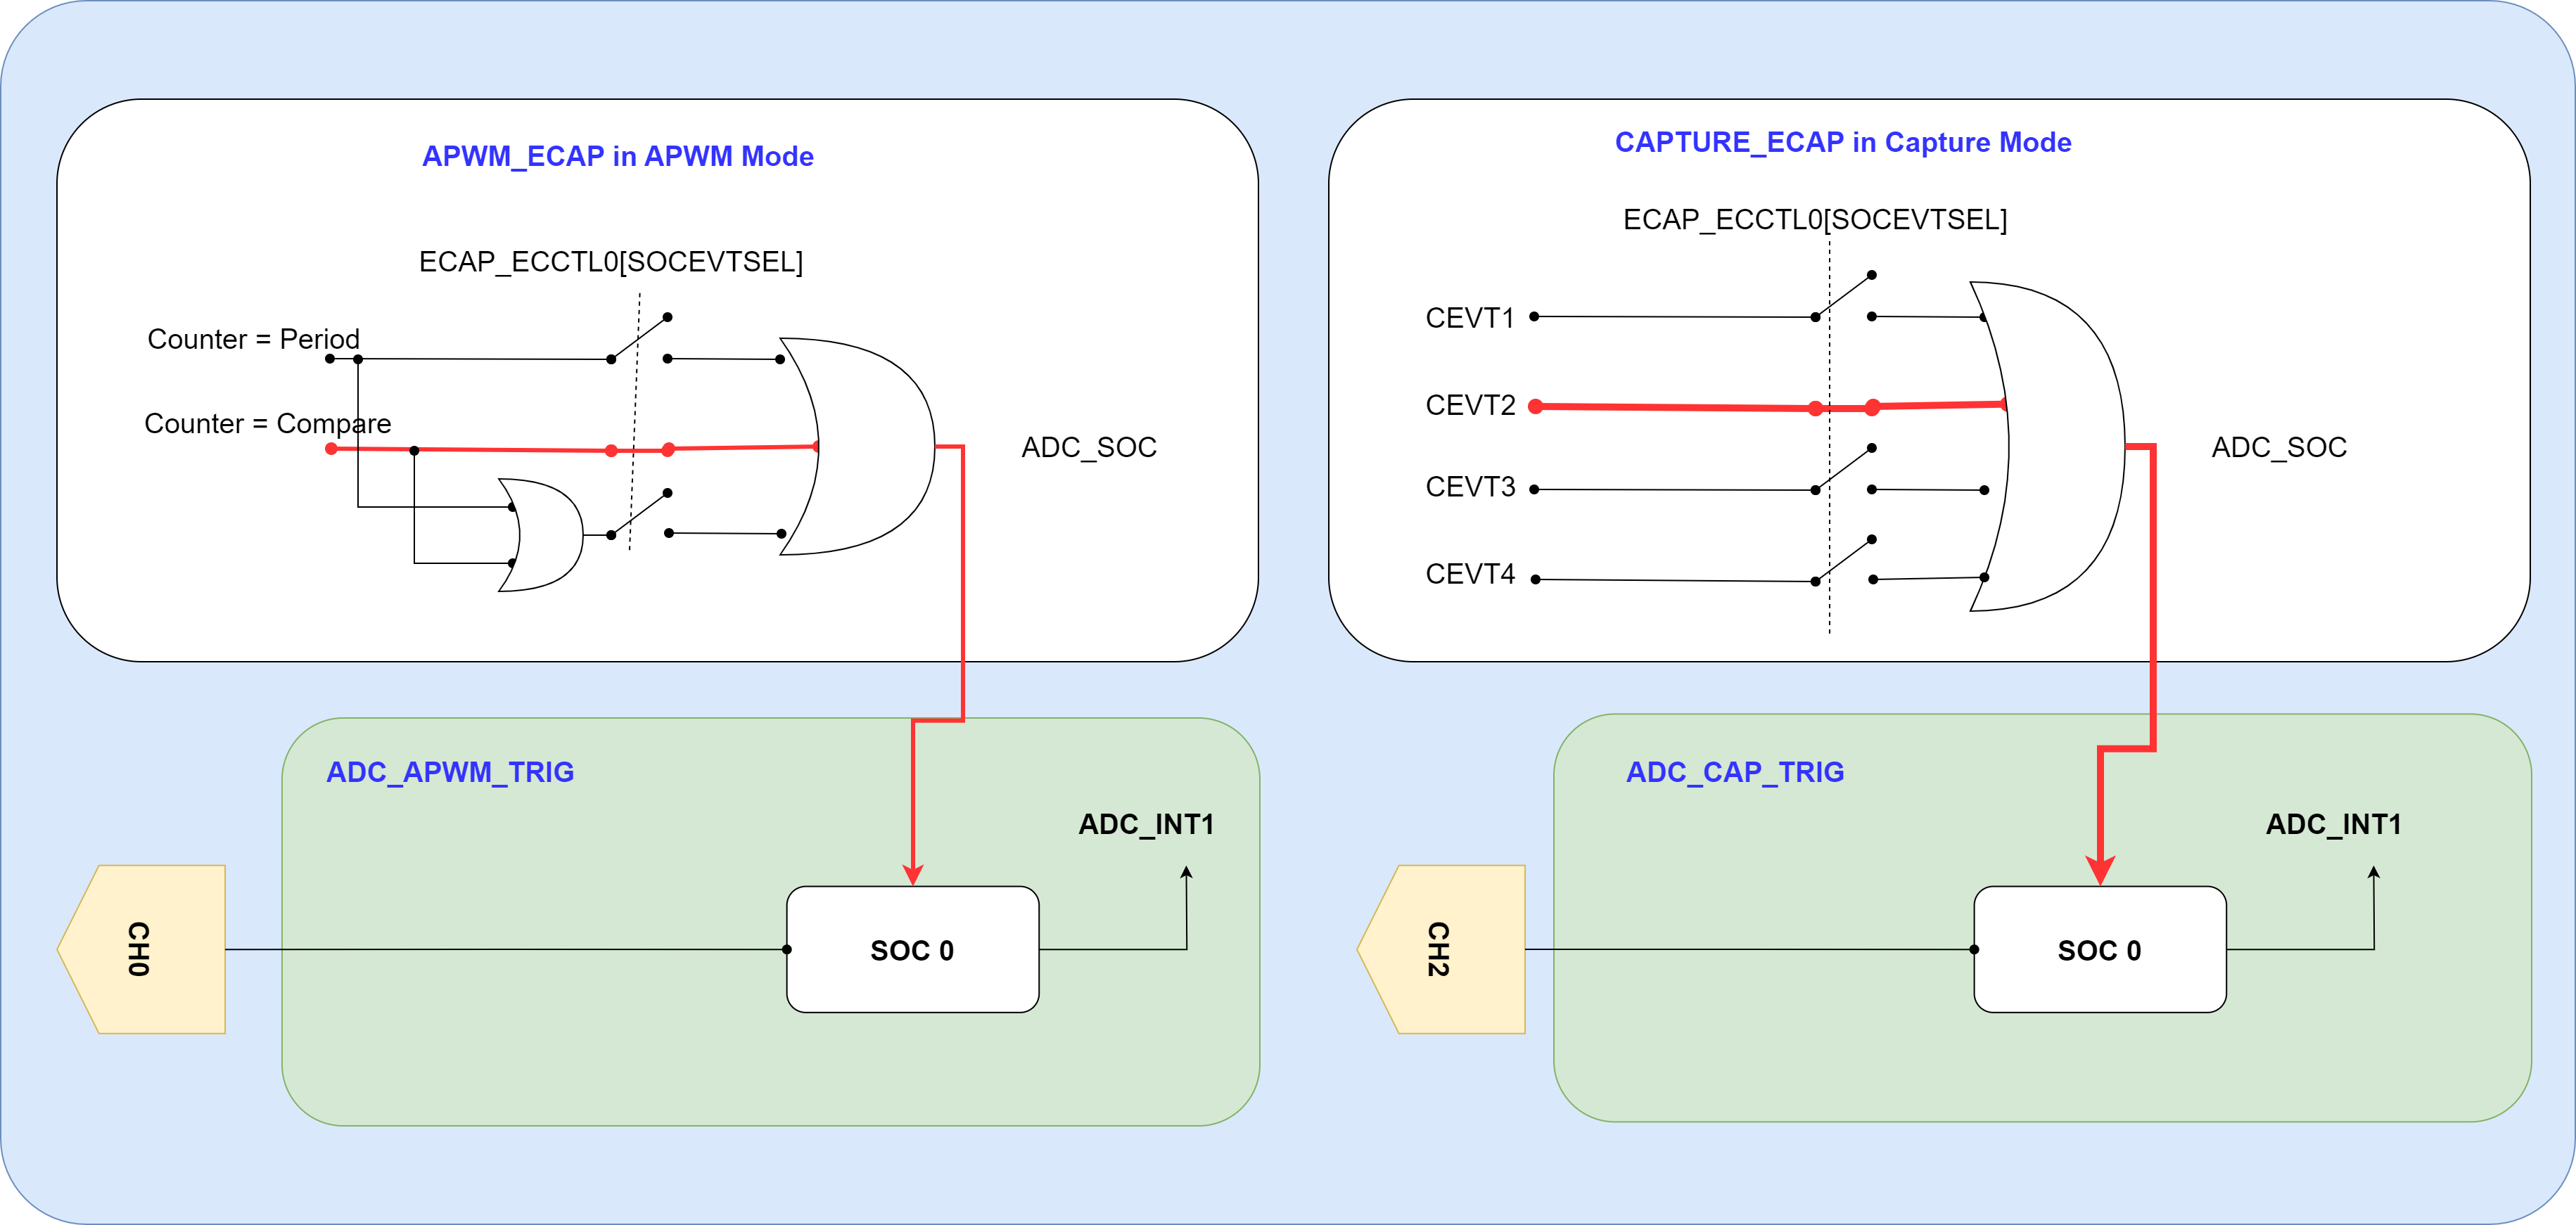 APWM_ECAP in APWM Mode
ECAP_ECCTL0[SOCEVTSEL]
Counter = Period
Counter = Compare
ADC_SOC
CAPTURE_ECAP in Capture Mode
ECAP_ECCTL0[SOCEVTSEL]
CEVT1
CEVT2
CEVT3
CEVT4
ADC_SOC
ADC_APWM_TRIG
ADC_INT1
CH0
SOC 0
ADC_CAP_TRIG
ADC_INT1
CH2
SOC 0